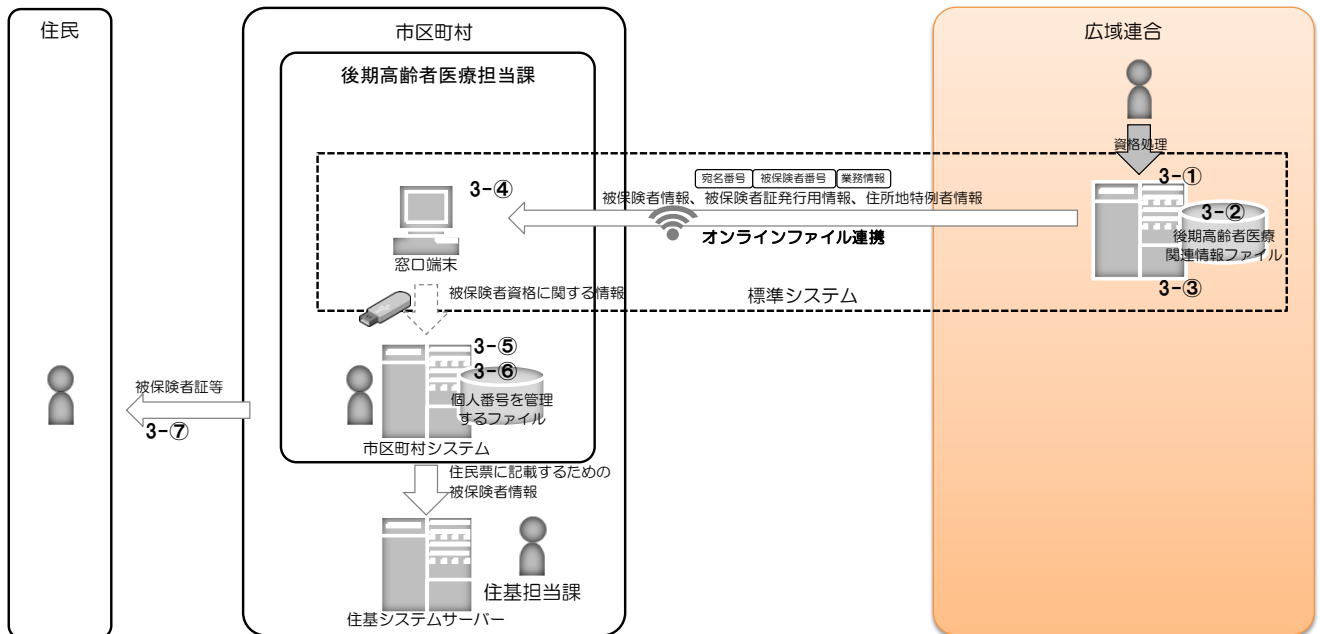 住民
市区町村
広域連合
後期高齢者医療担当課
資格処理
宛名番号 被保険者番号 業務情報
3-①
3-④
被保険者情報、被保険者証発行用情報、住所地特例者情報
3-②
オンラインファイル連携
後期高齢者医療
関連情報ファイル
窓口端末
3-③
被保険者資格に関する情報
標準システム
3-⑤
3-⑥
被保険者証等
個人番号を管理
するファイル
3-⑦
市区町村システム
住民票に記載するための
被保険者情報
住基担当課
住基システムサーバー